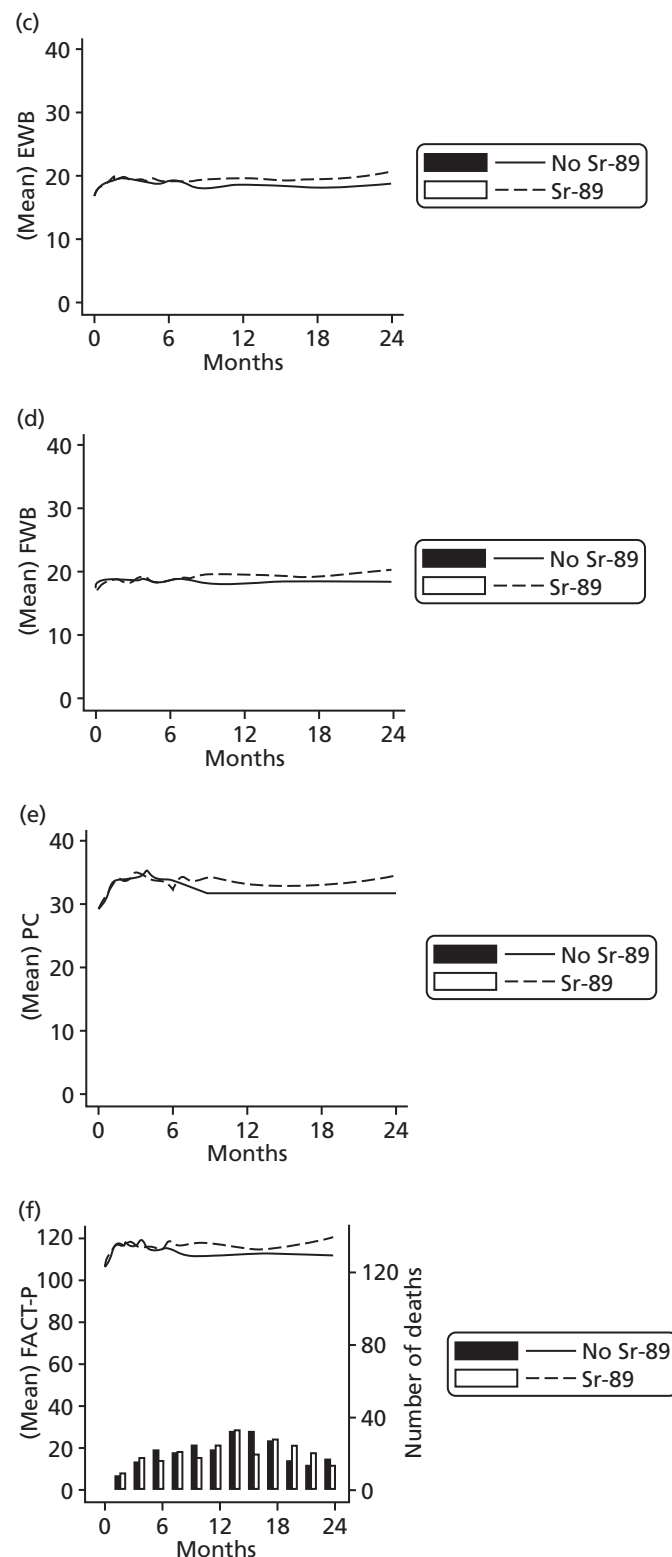 (c)
(Mean) EWB
40
30
20
10
0
0 6 12 18 24
Months
No Sr-89
Sr-89
(d)
(Mean) FWB
40
30
20
10
0
0 6 12 18 24
Months
No Sr-89
Sr-89
(e)
(Mean) PC
40
30
20
10
0
0 6 12 18 24
Months
No Sr-89
Sr-89
(f)
(Mean) FACT-P
120
100
80
60
40
20
0
0 6 12 18 24
Months
Number of deaths
120
80
40
0
No Sr-89
Sr-89